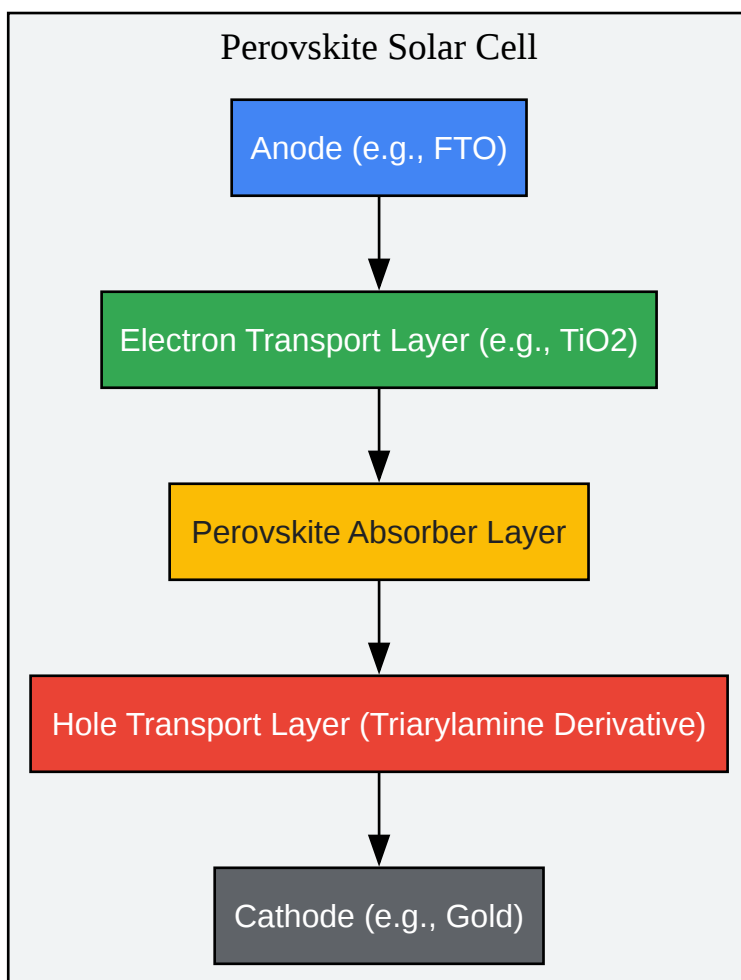 Perovskite Solar Cell
Anode (e.g., FTO)
Electron Transport Layer (e.g., TiO2)
Perovskite Absorber Layer
Hole Transport Layer (Triarylamine Derivative)
Cathode (e.g., Gold)